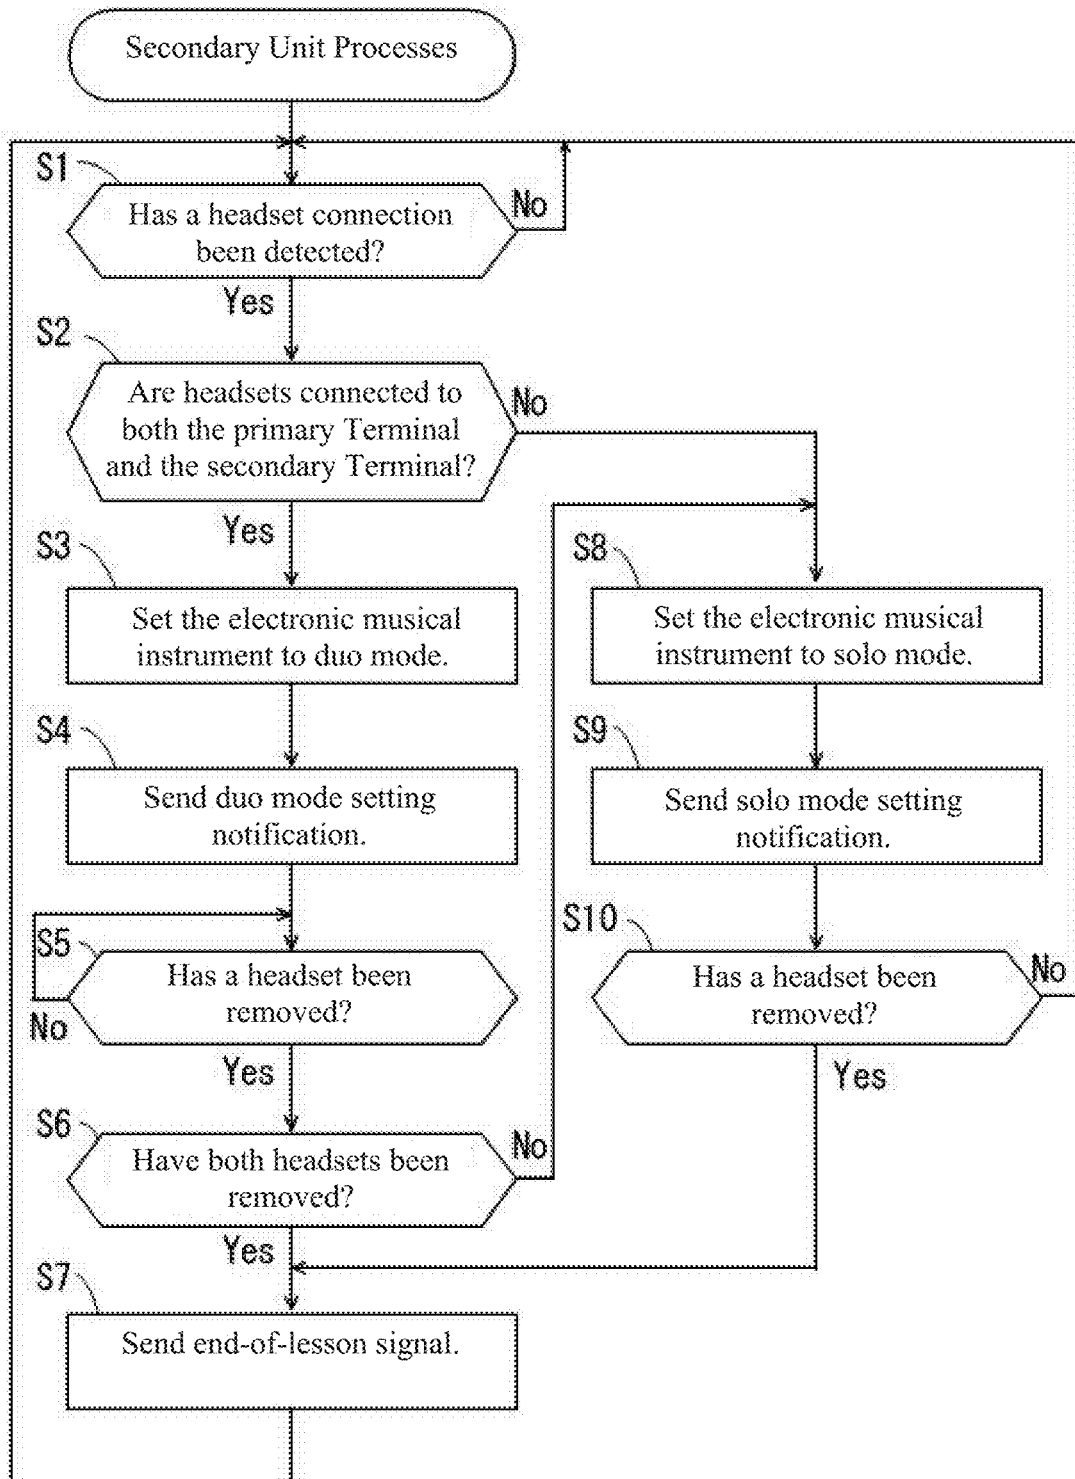 Secondary Unit Processes
S1
Has a headset connection
been detected?
No
Yes
S2
Are headsets connected to
both the primary Terminal
and the secondary Terminal?
No
Yes
S3
Set the electronic musical
instrument to duo mode.
S4
Send duo mode setting
notification.
S5
Has a headset been
removed?
No
Yes
S6
Have both headsets been
removed?
No
Yes
S7
Send end-of-lesson signal.
S8
Set the electronic musical
instrument to solo mode.
S9
Send solo mode setting
notification.
S10
Has a headset been
removed?
No
Yes